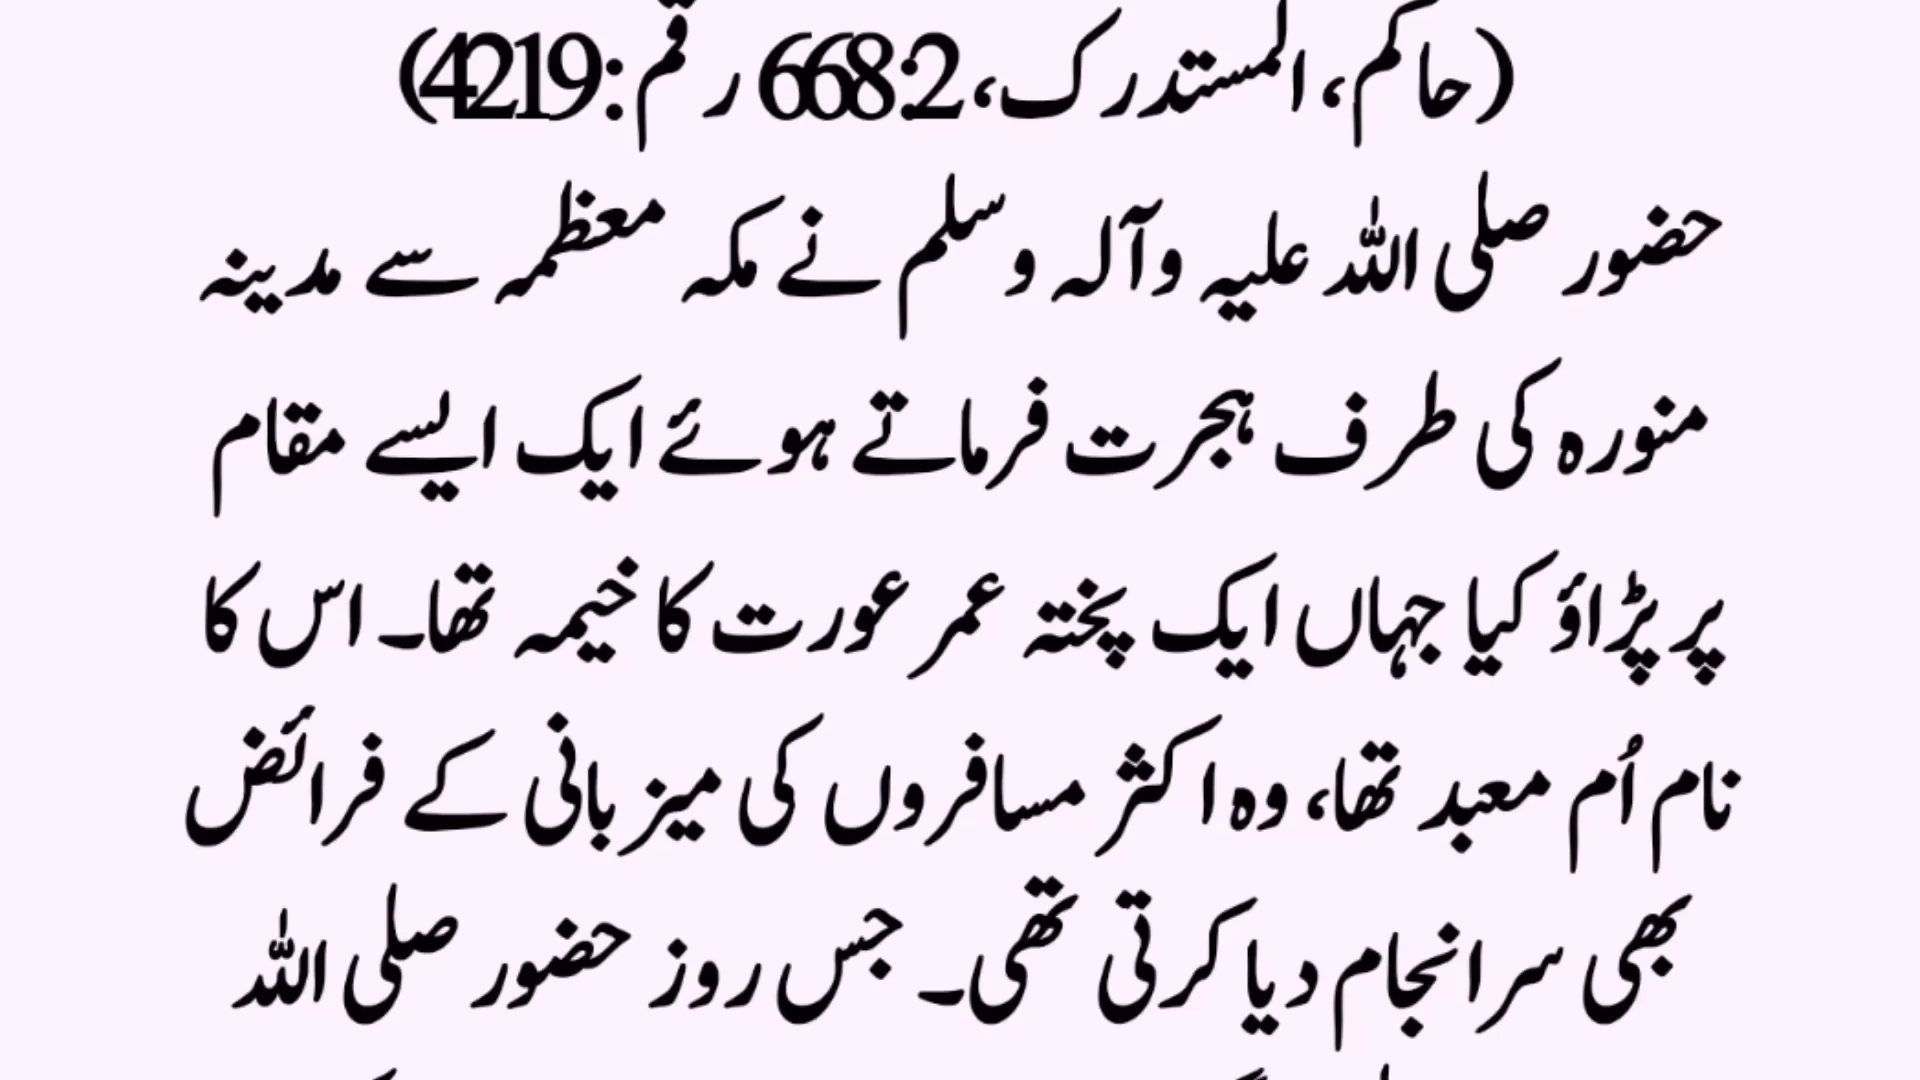 (حاکم، المستدرک، 2:668 رقم: 4219)
حضور صلی اللہ علیہ وآلہ وسلم نے مکہ معظمہ سے مدینہ
منورہ کی طرف ہجرت فرماتے ہوئے ایک ایسے مقام
پر پڑاؤ کیا جہاں ایک پختہ عمر عورت کا خیمہ تھا۔ اس کا
نام اُم معبد تھا، وہ اکثر مسافروں کی میزبانی کے فرائض
بھی سرانجام دیا کرتی تھی۔ جس روز حضور صلی اللہ